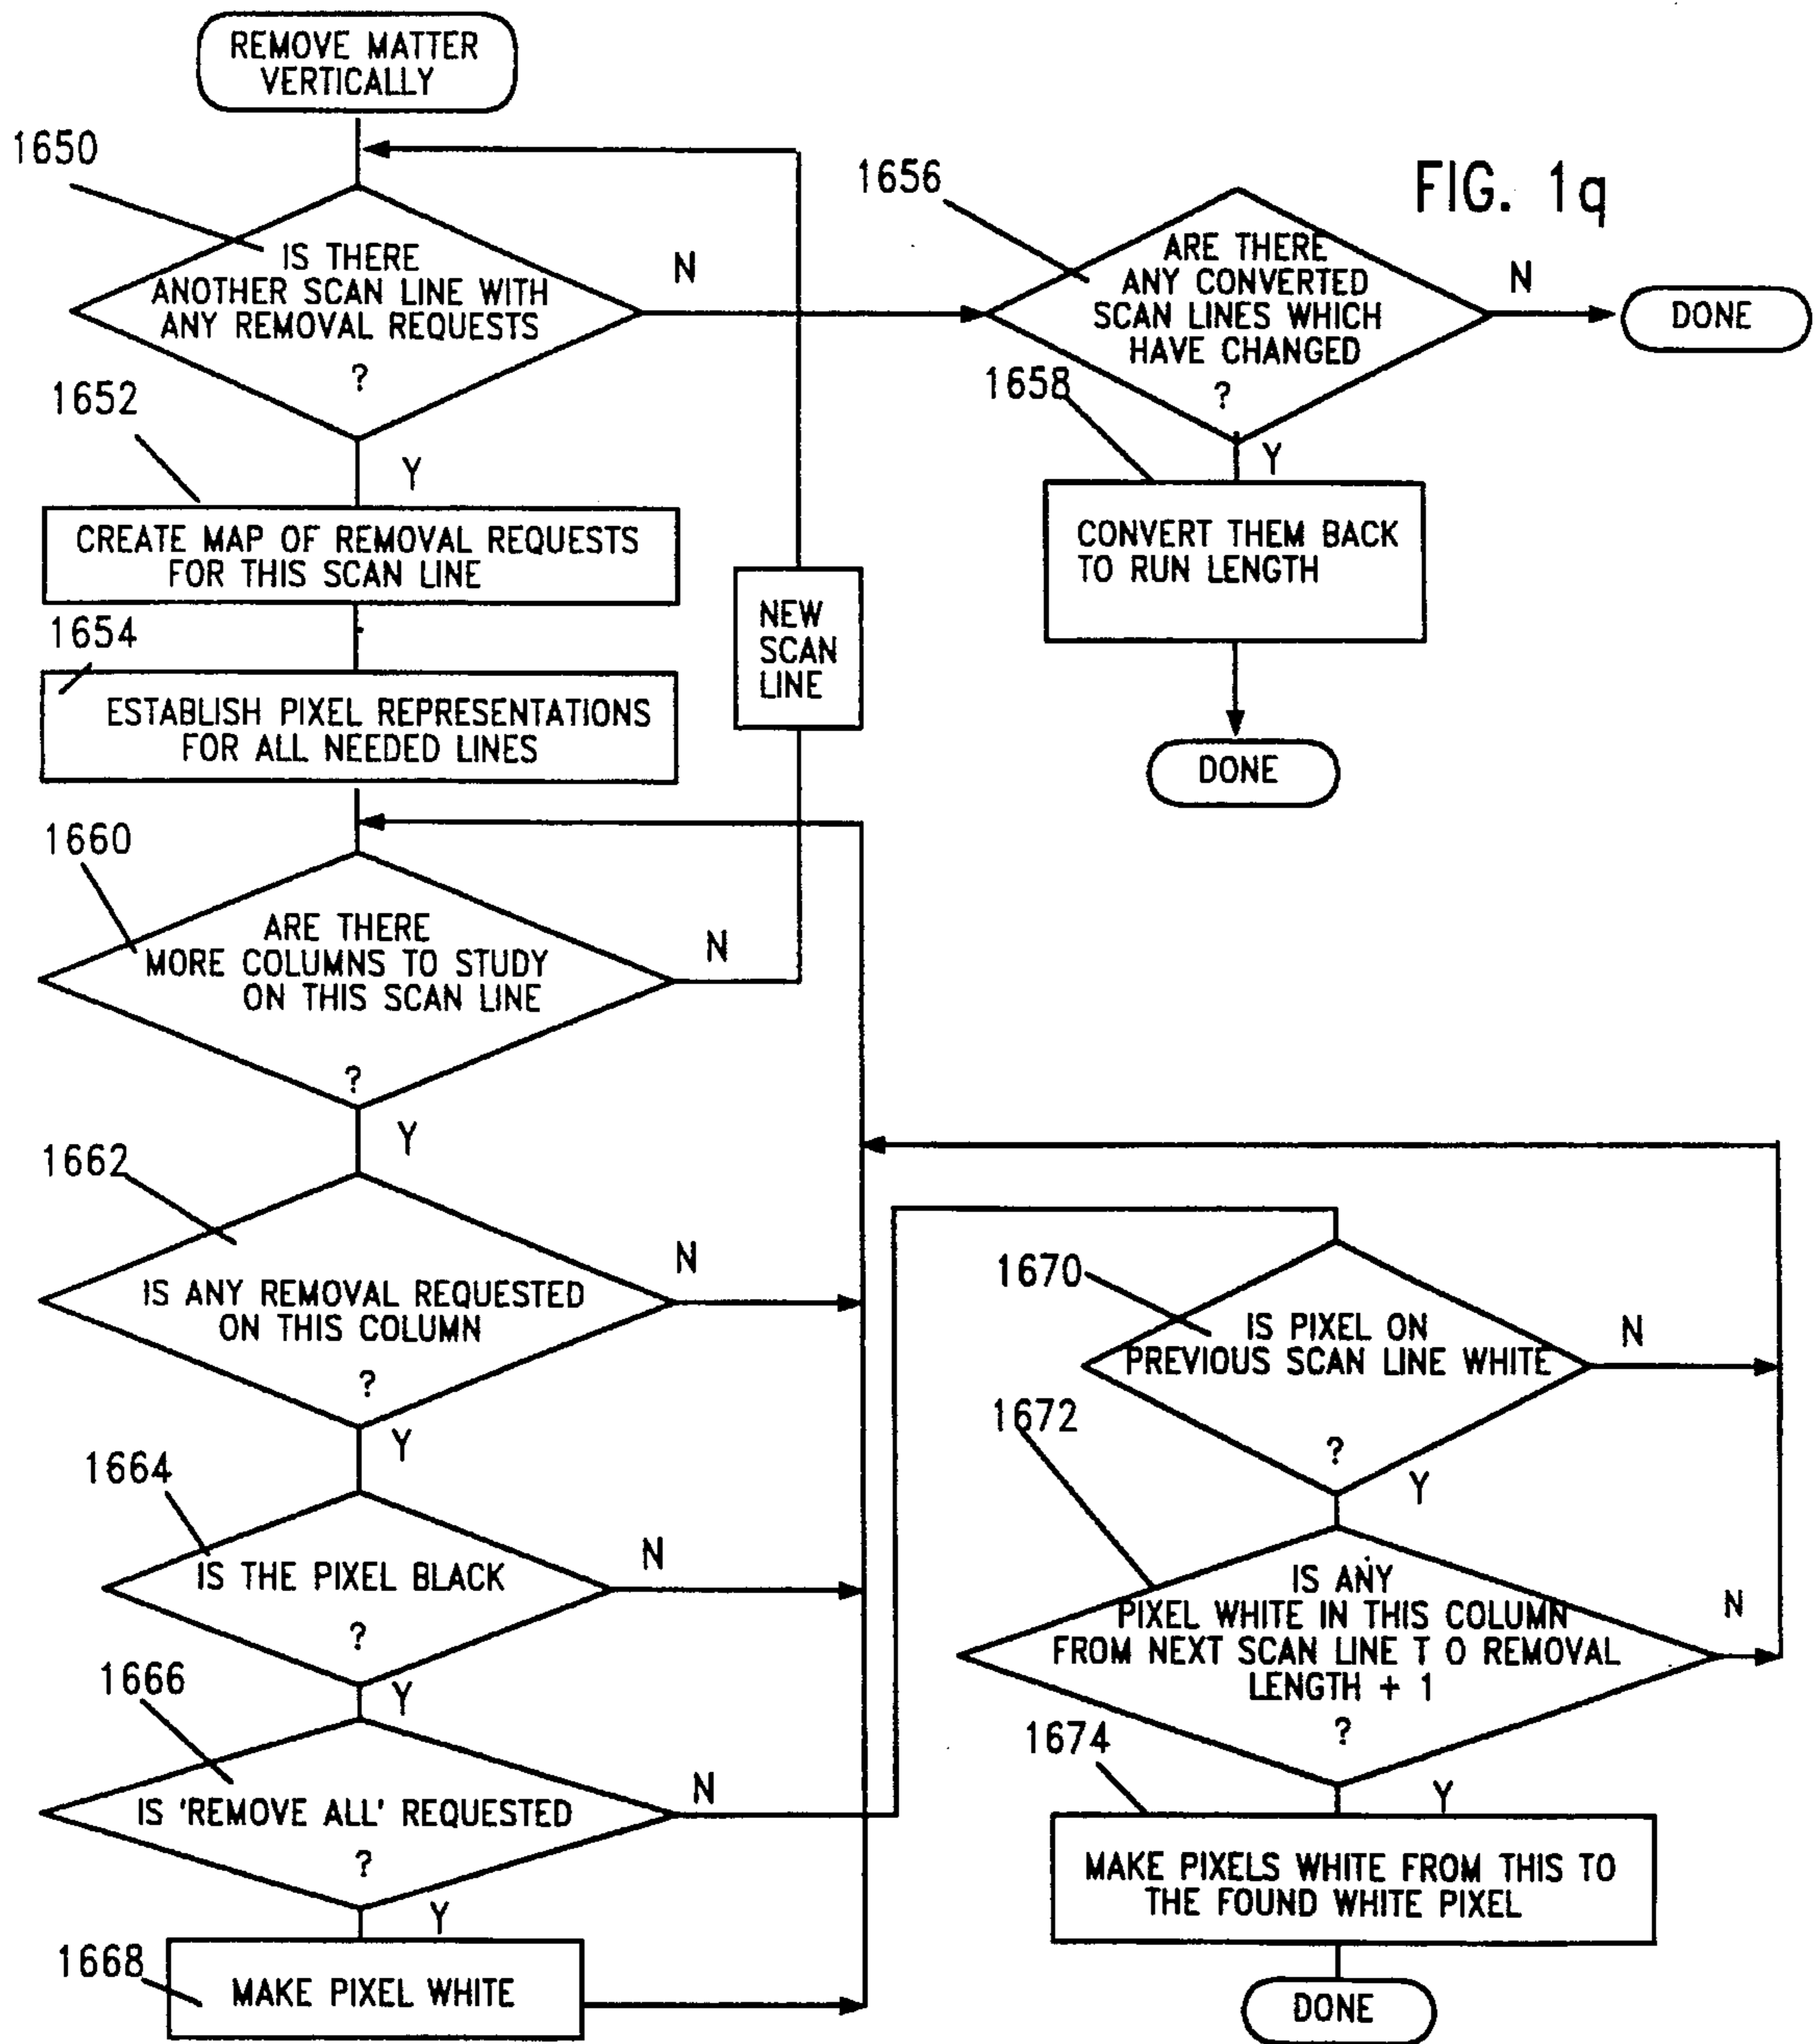 REMOVE MATTER
VERTICALLY
1650
IS THERE
ANOTHER SCAN LINE WITH
ANY REMOVAL REQUESTS
?
N
Y
1656
FIG. 1q
ARE THERE
ANY CONVERTED
SCAN LINES WHICH
HAVE CHANGED
?
N
DONE
Y
1658
CONVERT THEM BACK
TO RUN LENGTH
DONE
1652
CREATE MAP OF REMOVAL REQUESTS
FOR THIS SCAN LINE
1654
ESTABLISH PIXEL REPRESENTATIONS
FOR ALL NEEDED LINES
NEW
SCAN
LINE
1660
ARE THERE
MORE COLUMNS TO STUDY
ON THIS SCAN LINE
?
N
Y
1662
IS ANY REMOVAL REQUESTED
ON THIS COLUMN
?
N
Y
1664
IS THE PIXEL BLACK
?
N
Y
1666
IS 'REMOVE ALL' REQUESTED
?
N
Y
1668
MAKE PIXEL WHITE
1670
IS PIXEL ON
PREVIOUS SCAN LINE WHITE
?
N
Y
1672
IS ANY
PIXEL WHITE IN THIS COLUMN
FROM NEXT SCAN LINE T O REMOVAL
LENGTH + 1
?
N
Y
1674
MAKE PIXELS WHITE FROM THIS TO
THE FOUND WHITE PIXEL
DONE